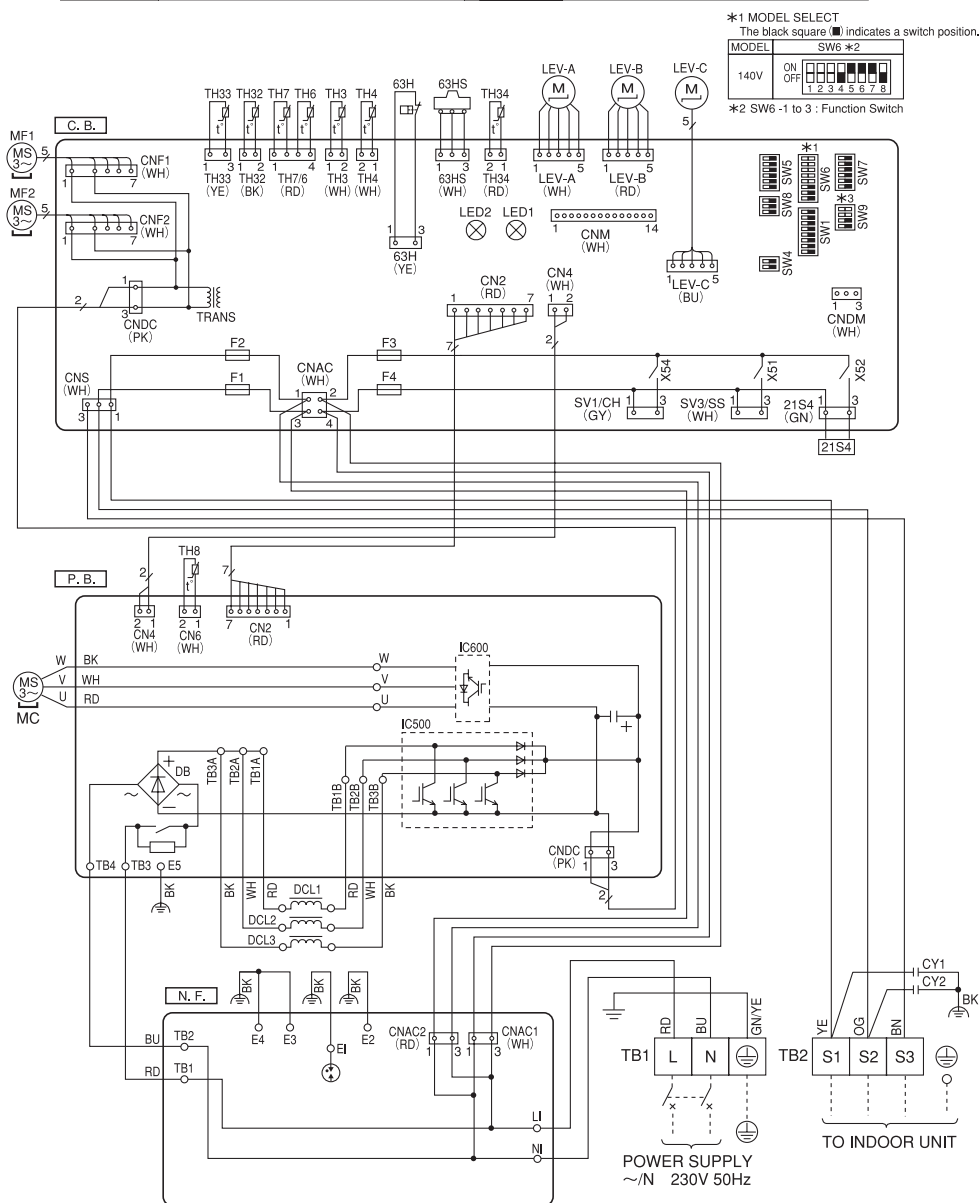 *1 MODEL SELECT
The black square (■) indicates a switch position.
MODEL SW6 *2
140V ON OFF 1 2 3 4 5 6 7 8
*2 SW6 -1 to 3 : Function Switch
63H 63HS LEV-A LEV-B LEV-C
TH33 TH32 TH7 TH6 TH3 TH4 TH34
t° t° t° t° t° t° t°
M M M
5
C. B.
MF1
MS 3~ 5
CNF1 (WH)
1 7
MF2
MS 3~ 5
CNF2 (WH)
1 7
1 3 1 2 1 4 1 2 2 1 1 3 2 1 1 5 1 5
TH33 (YE)
TH32 (BK)
TH7/6 (RD)
TH3 (WH)
TH4 (WH)
63HS (WH)
TH34 (RD)
LEV-A (WH)
LEV-B (RD)
*1
SW5 SW6 SW7
SW8 *3 SW9
SW1
SW4
LED2 LED1
1 14
CNM (WH)
1 3
63H (YE)
1 5
LEV-C (BU)
CN2 (RD)
1 7
CN4 (WH)
1 2
1 3
CNDM (WH)
2
1
3
CNDC (PK)
TRANS
7 2
F2 F3
CNAC (WH)
1 2
3 4
F1 F4
CNS (WH)
3 1
X54 X51 X52
1 3 1 3 1 3
SV1/CH (GY)
SV3/SS (WH)
21S4 (GN)
21S4
P. B.
2
TH8
t°
7
2 1 2 1 7 1
CN4 (WH)
CN6 (WH)
CN2 (RD)
IC600
W BK W
MS 3~ V WH V
U RD U
MC
IC500
+
DB
~ ~
−
TB3A TB2A TB1A
TB1B TB2B TB3B
+
CNDC (PK)
1 3
2
TB4 TB3 E5
BK
BK WH RD
DCL1
DCL2
DCL3
RD WH BK
N. F.
BK BK BK
E4 E3 EI E2
BU TB2
RD TB1
CNAC2 (RD)
1 3
CNAC1 (WH)
1 3
LI
NI
RD BU GN/YE
TB1 L N
POWER SUPPLY
~/N 230V 50Hz
CY1
CY2
BK
YE OG BN
TB2 S1 S2 S3
TO INDOOR UNIT